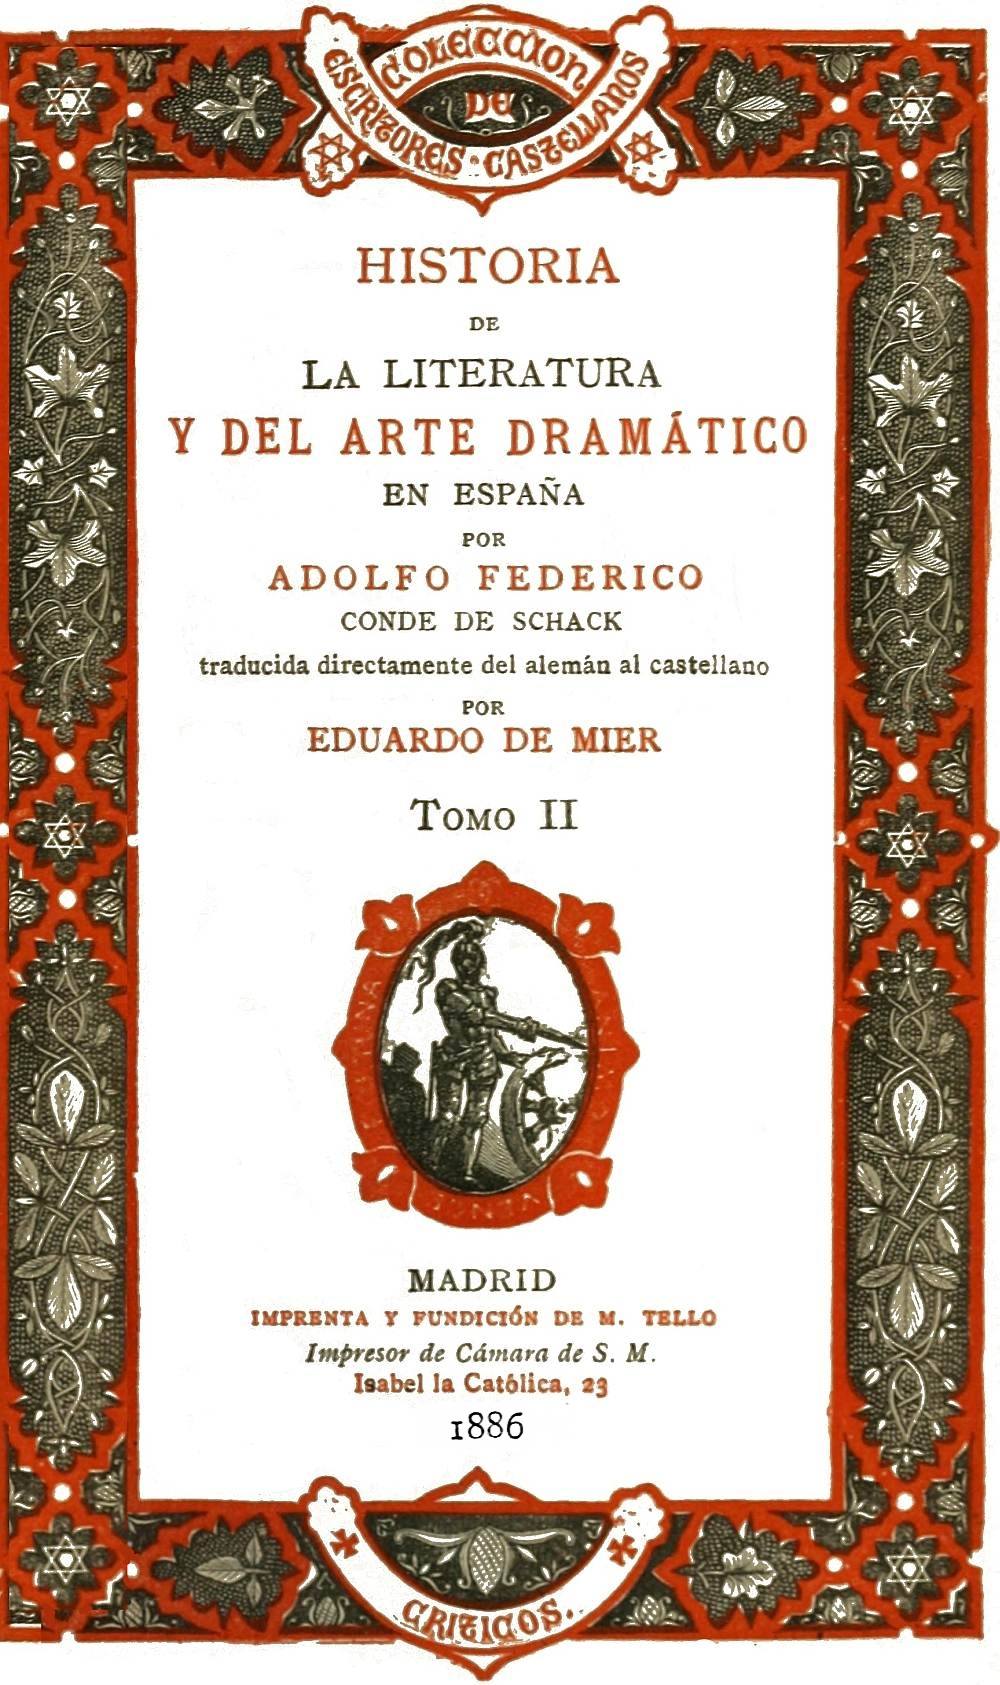 COLECCION
DE
ESCRITORES · CASTELLANOS
HISTORIA
DE
LA LITERATURA
Y DEL ARTE DRAMÁTICO
EN ESPAÑA
POR
ADOLFO FEDERICO
CONDE DE SCHACK
traducida directamente del alemán al castellano
POR
EDUARDO DE MIER
TOMO II
JUNTA
MADRID
IMPRENTA Y FUNDICIÓN DE M. TELLO
Impresor de Cámara de S. M.
Isabel la Católica, 23
1886
CRITICOS.